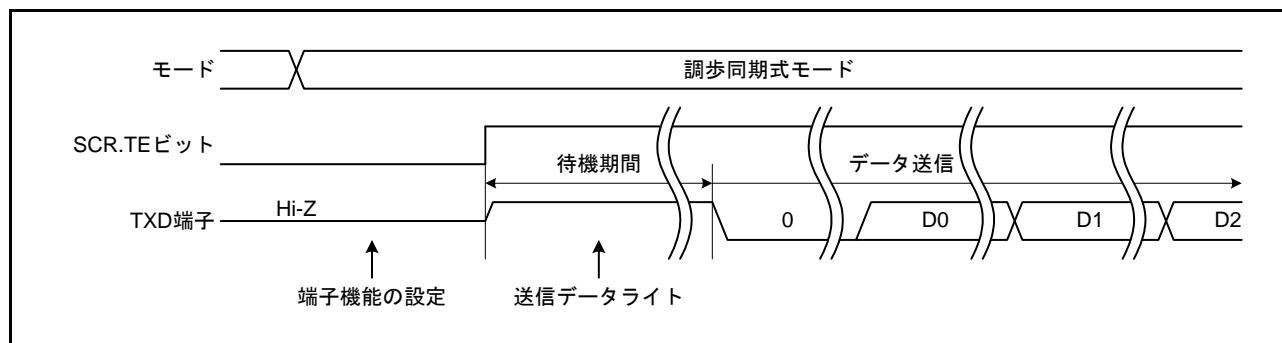 モード
調歩同期式モード
SCR.TEビット
待機期間
データ送信
TXD端子
Hi-Z
0
D0
D1
D2
端子機能の設定
送信データライト